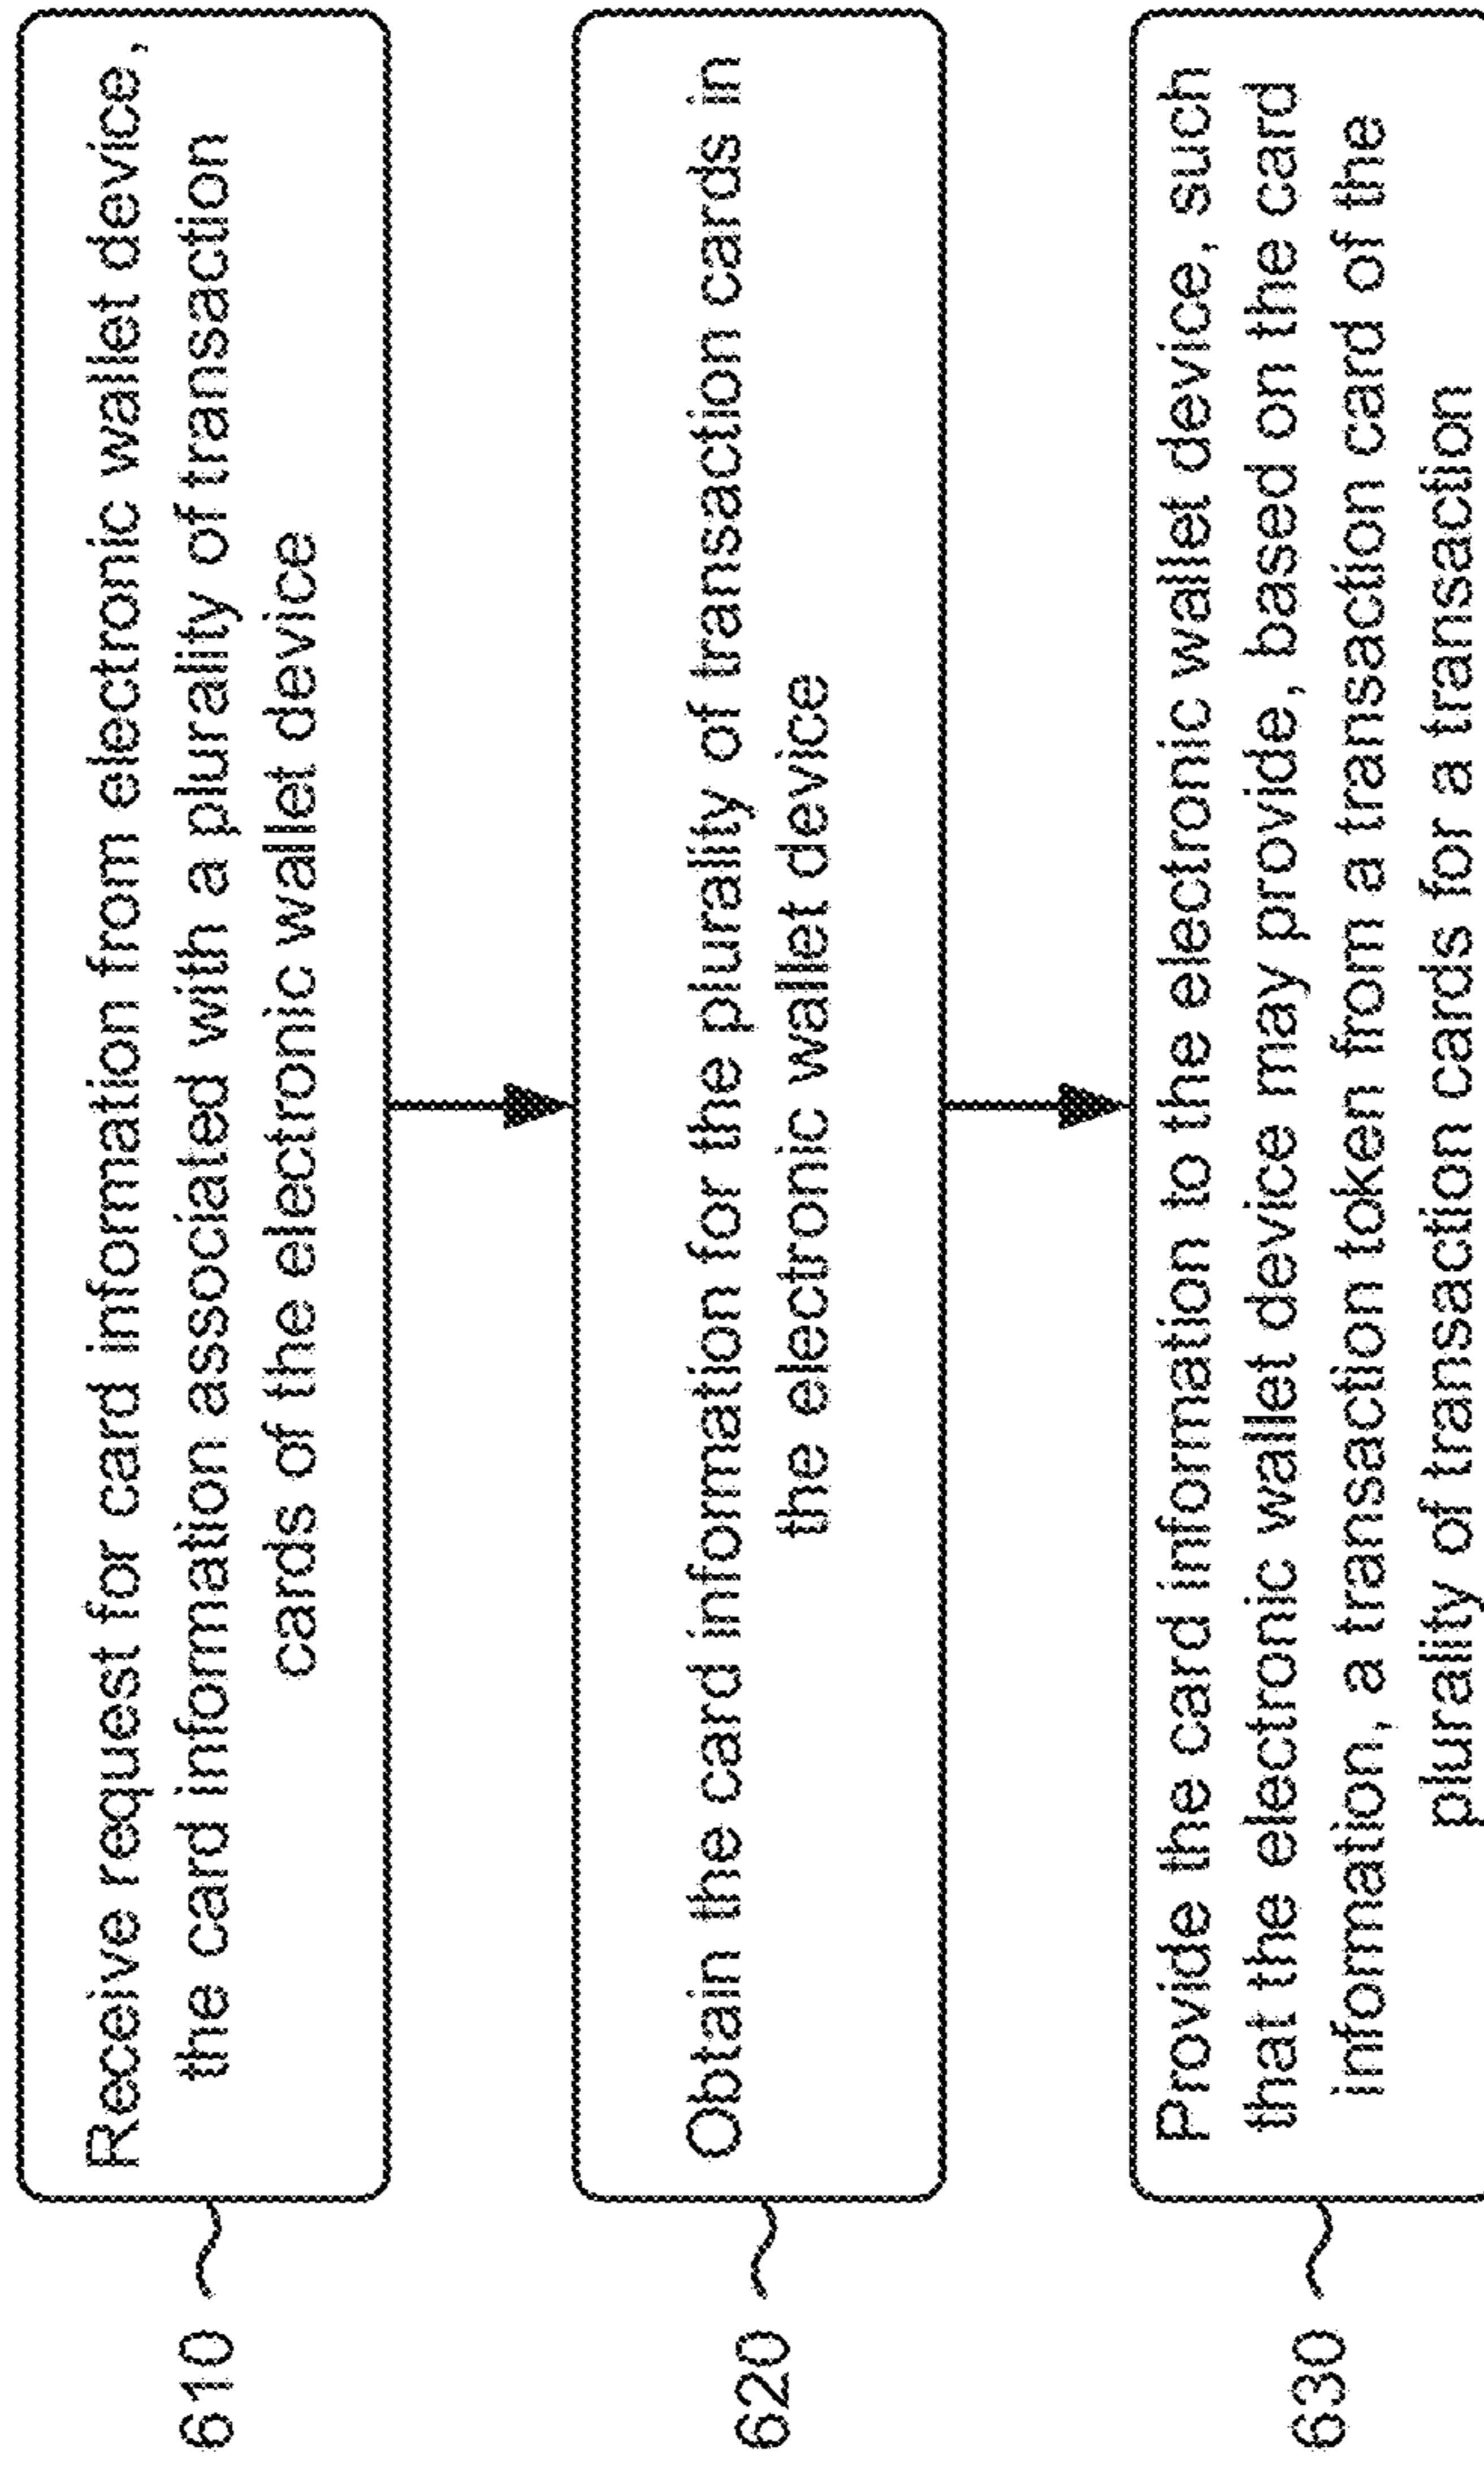 610
Receive request for card information from electronic wallet device,
the card information associated with a plurality of transaction
cards of the electronic wallet device
620
Obtain the card information for the plurality of transaction cards in
the electronic wallet device
630
Provide the card information to the electronic wallet device, such
that the electronic wallet device may provide, based on the card
information, a transaction token from a transaction card of the
plurality of transaction cards for a transaction